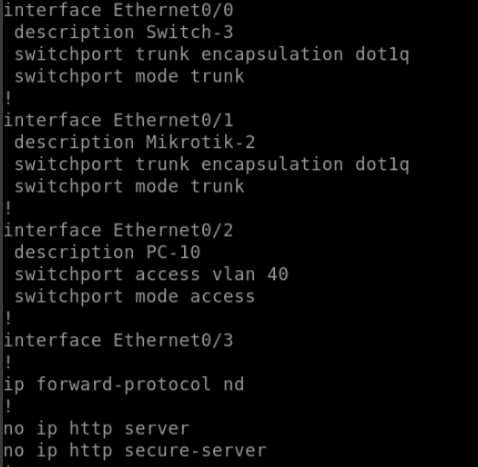 interface Ethernet0/0
 description Switch-3
 switchport trunk encapsulation dot1q
 switchport mode trunk
!
interface Ethernet0/1
 description Mikrotik-2
 switchport trunk encapsulation dot1q
 switchport mode trunk
!
interface Ethernet0/2
 description PC-10
 switchport access vlan 40
 switchport mode access
!
interface Ethernet0/3
!
ip forward-protocol nd
!
no ip http server
no ip http secure-server